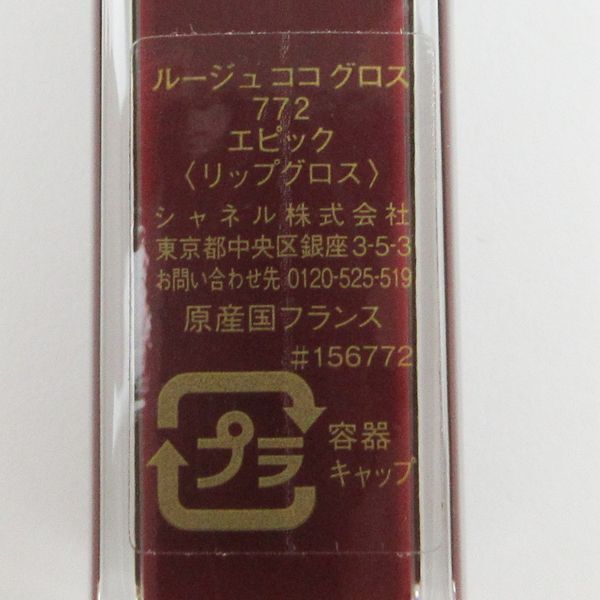 ルージュ ココ グロス
772
エピック
〈リップグロス〉
シャネル株式会社
東京都中央区銀座3-5-3
お問い合わせ先 0120-525-519
原産国フランス
#156772
プラ
容器
キャップ